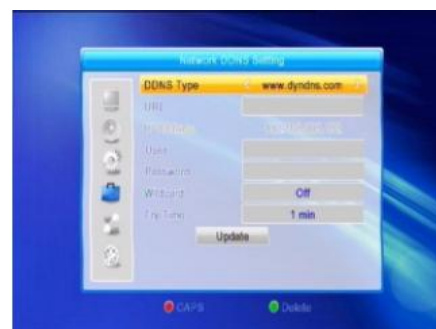 Network DDNS Setting
DDNS Type www.dyndns.com
URL
User
Password
Wildcard Off
Try Time 1 min
Update
CAPS Delete